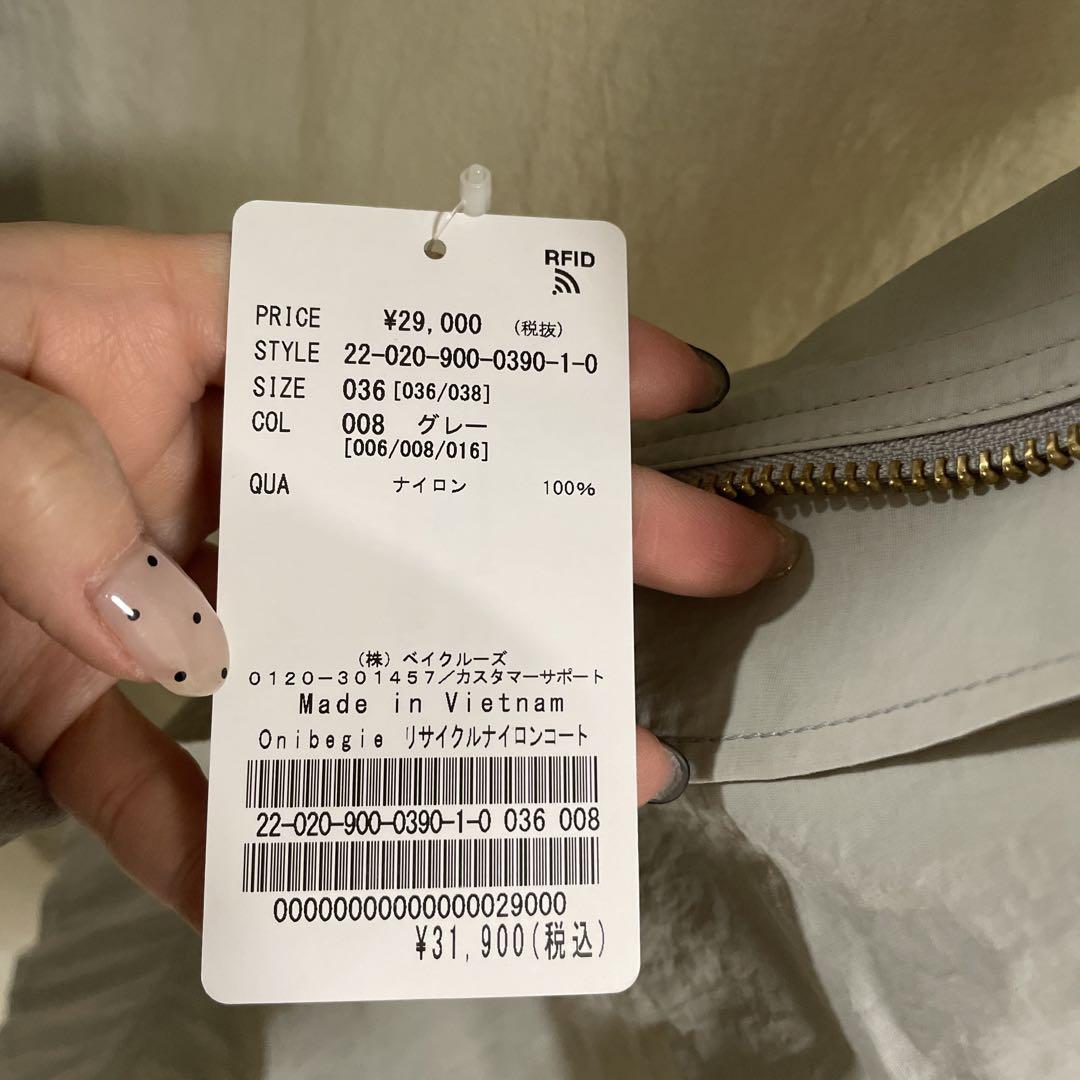 RFID
PRICE ¥29,000 (税抜)
STYLE 22-020-900-0390-1-0
SIZE 036 [036/038]
COL 008 グレー
[006/008/016]
QUA ナイロン 100%
(株) ベイクルーズ
0120-301457/カスタマーサポート
Made in Vietnam
Onibegie リサイクルナイロンコート
22-020-900-0390-1-0 036 008
00000000000000029000
¥31,900(税込)